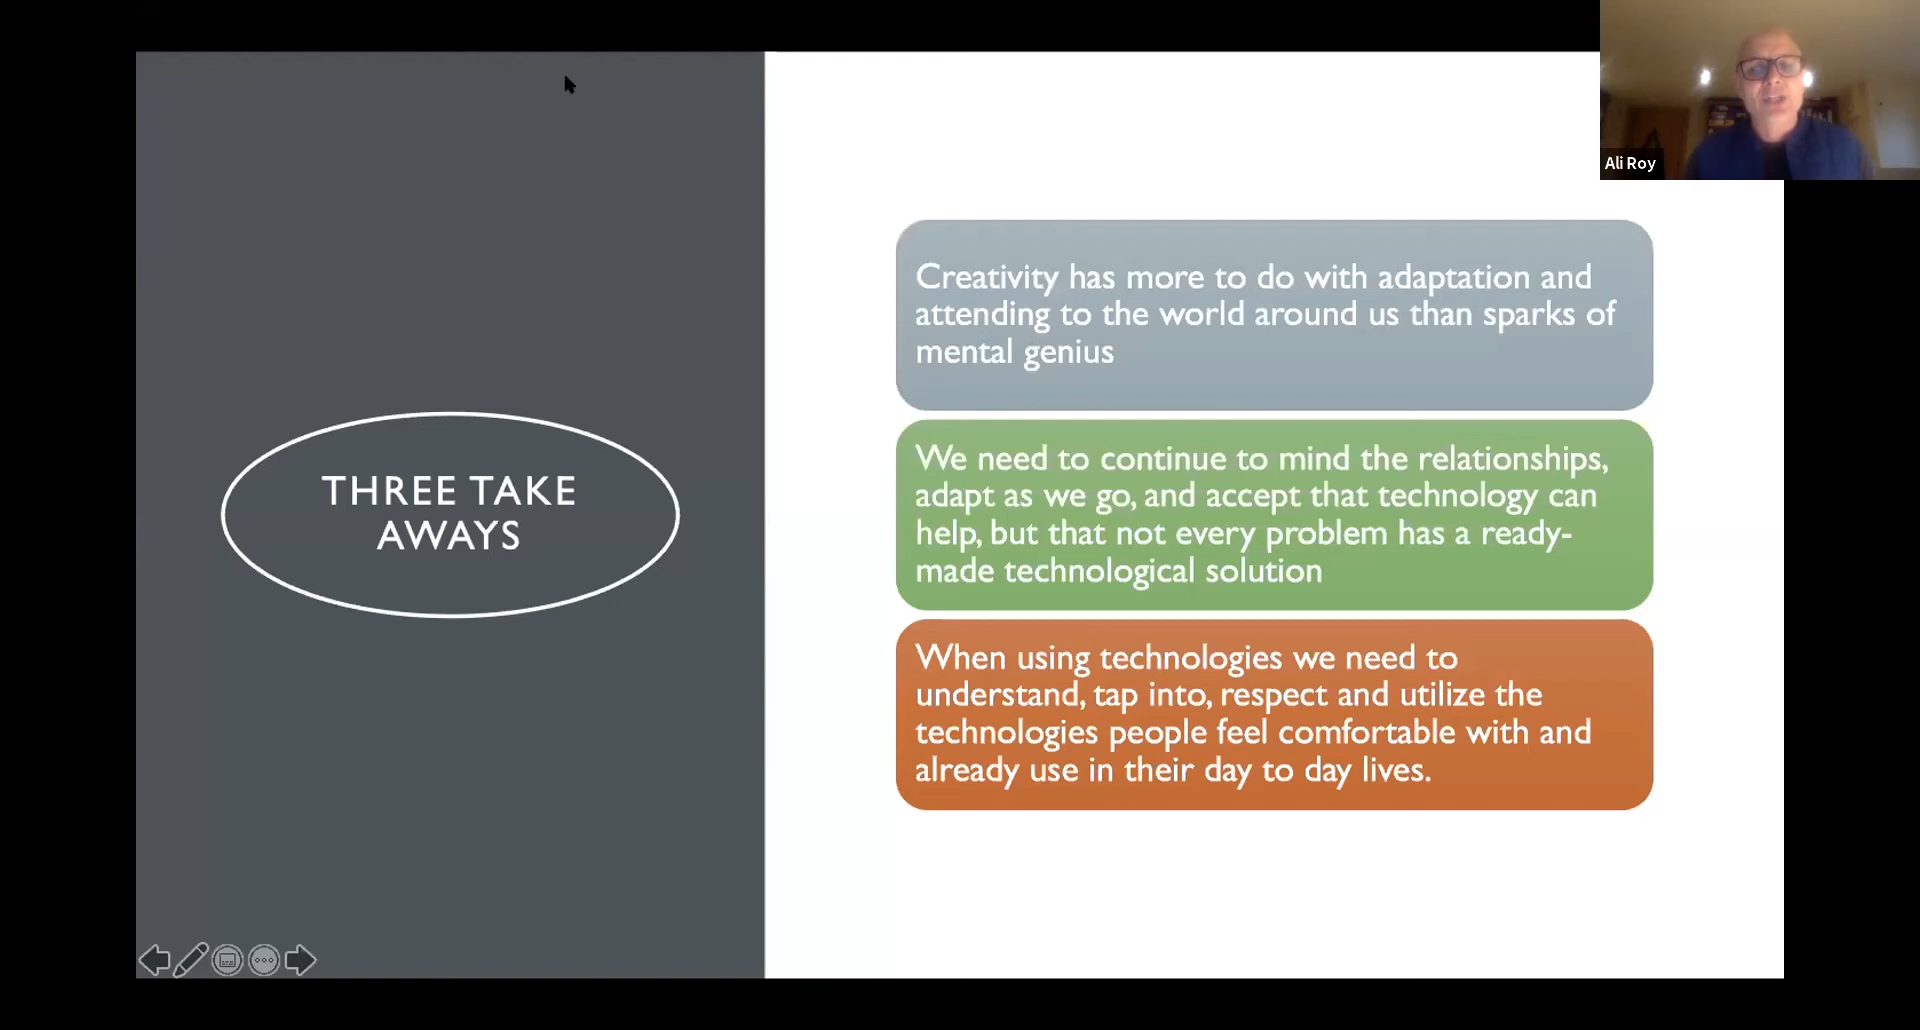 Ali Roy
THREE TAKE
AWAYS
Creativity has more to do with adaptation and
attending to the world around us than sparks of
mental genius
We need to continue to mind the relationships,
adapt as we go, and accept that technology can
help, but that not every problem has a ready-
made technological solution
When using technologies we need to
understand, tap into, respect and utilize the
technologies people feel comfortable with and
already use in their day to day lives.